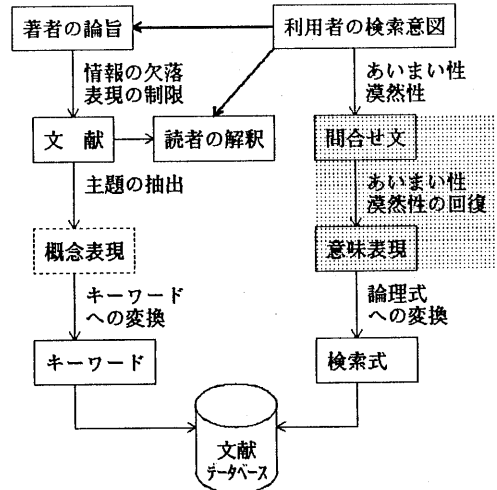 著者の論旨
利用者の検索意図
情報の欠落
表現の制限
あいまい性
漠然性
文 献
読者の解釈
問合せ文
主題の抽出
あいまい性
漠然性の回復
概念表現
意味表現
キーワード
への変換
論理式
への変換
キーワード
検索式
文献
データベース